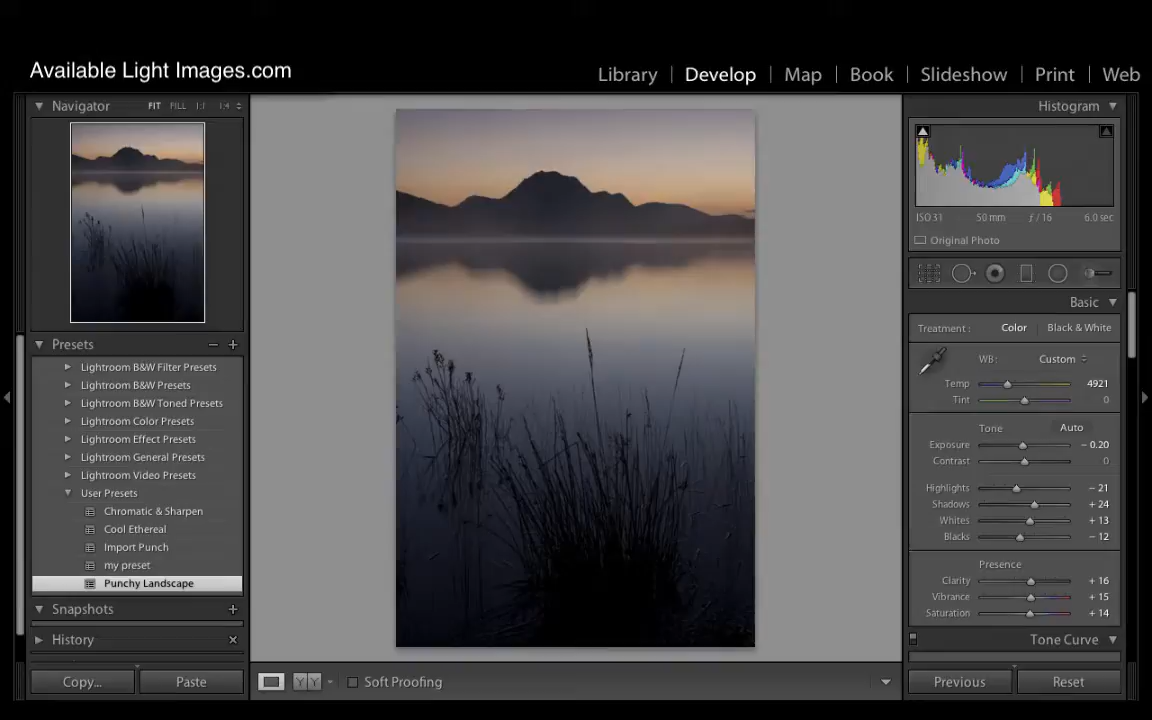 Available Light Images.com
Library | Develop | Map | Book | Slideshow | Print | Web
Navigator FIT FILL 1:1 1:4
Histogram
ISO 31 50 mm ƒ / 16 6.0 sec
Original Photo
Basic
Treatment : Color Black & White
WB: Custom
Temp 4921
Tint 0
Tone Auto
Exposure − 0.20
Contrast 0
Highlights − 21
Shadows + 24
Whites + 13
Blacks − 12
Presence
Clarity + 16
Vibrance + 15
Saturation + 14
Tone Curve
Presets
Lightroom B&W Filter Presets
Lightroom B&W Presets
Lightroom B&W Toned Presets
Lightroom Color Presets
Lightroom Effect Presets
Lightroom General Presets
Lightroom Video Presets
User Presets
Chromatic & Sharpen
Cool Ethereal
Import Punch
my preset
Punchy Landscape
Snapshots
History
Copy... Paste
YY Soft Proofing
Previous Reset